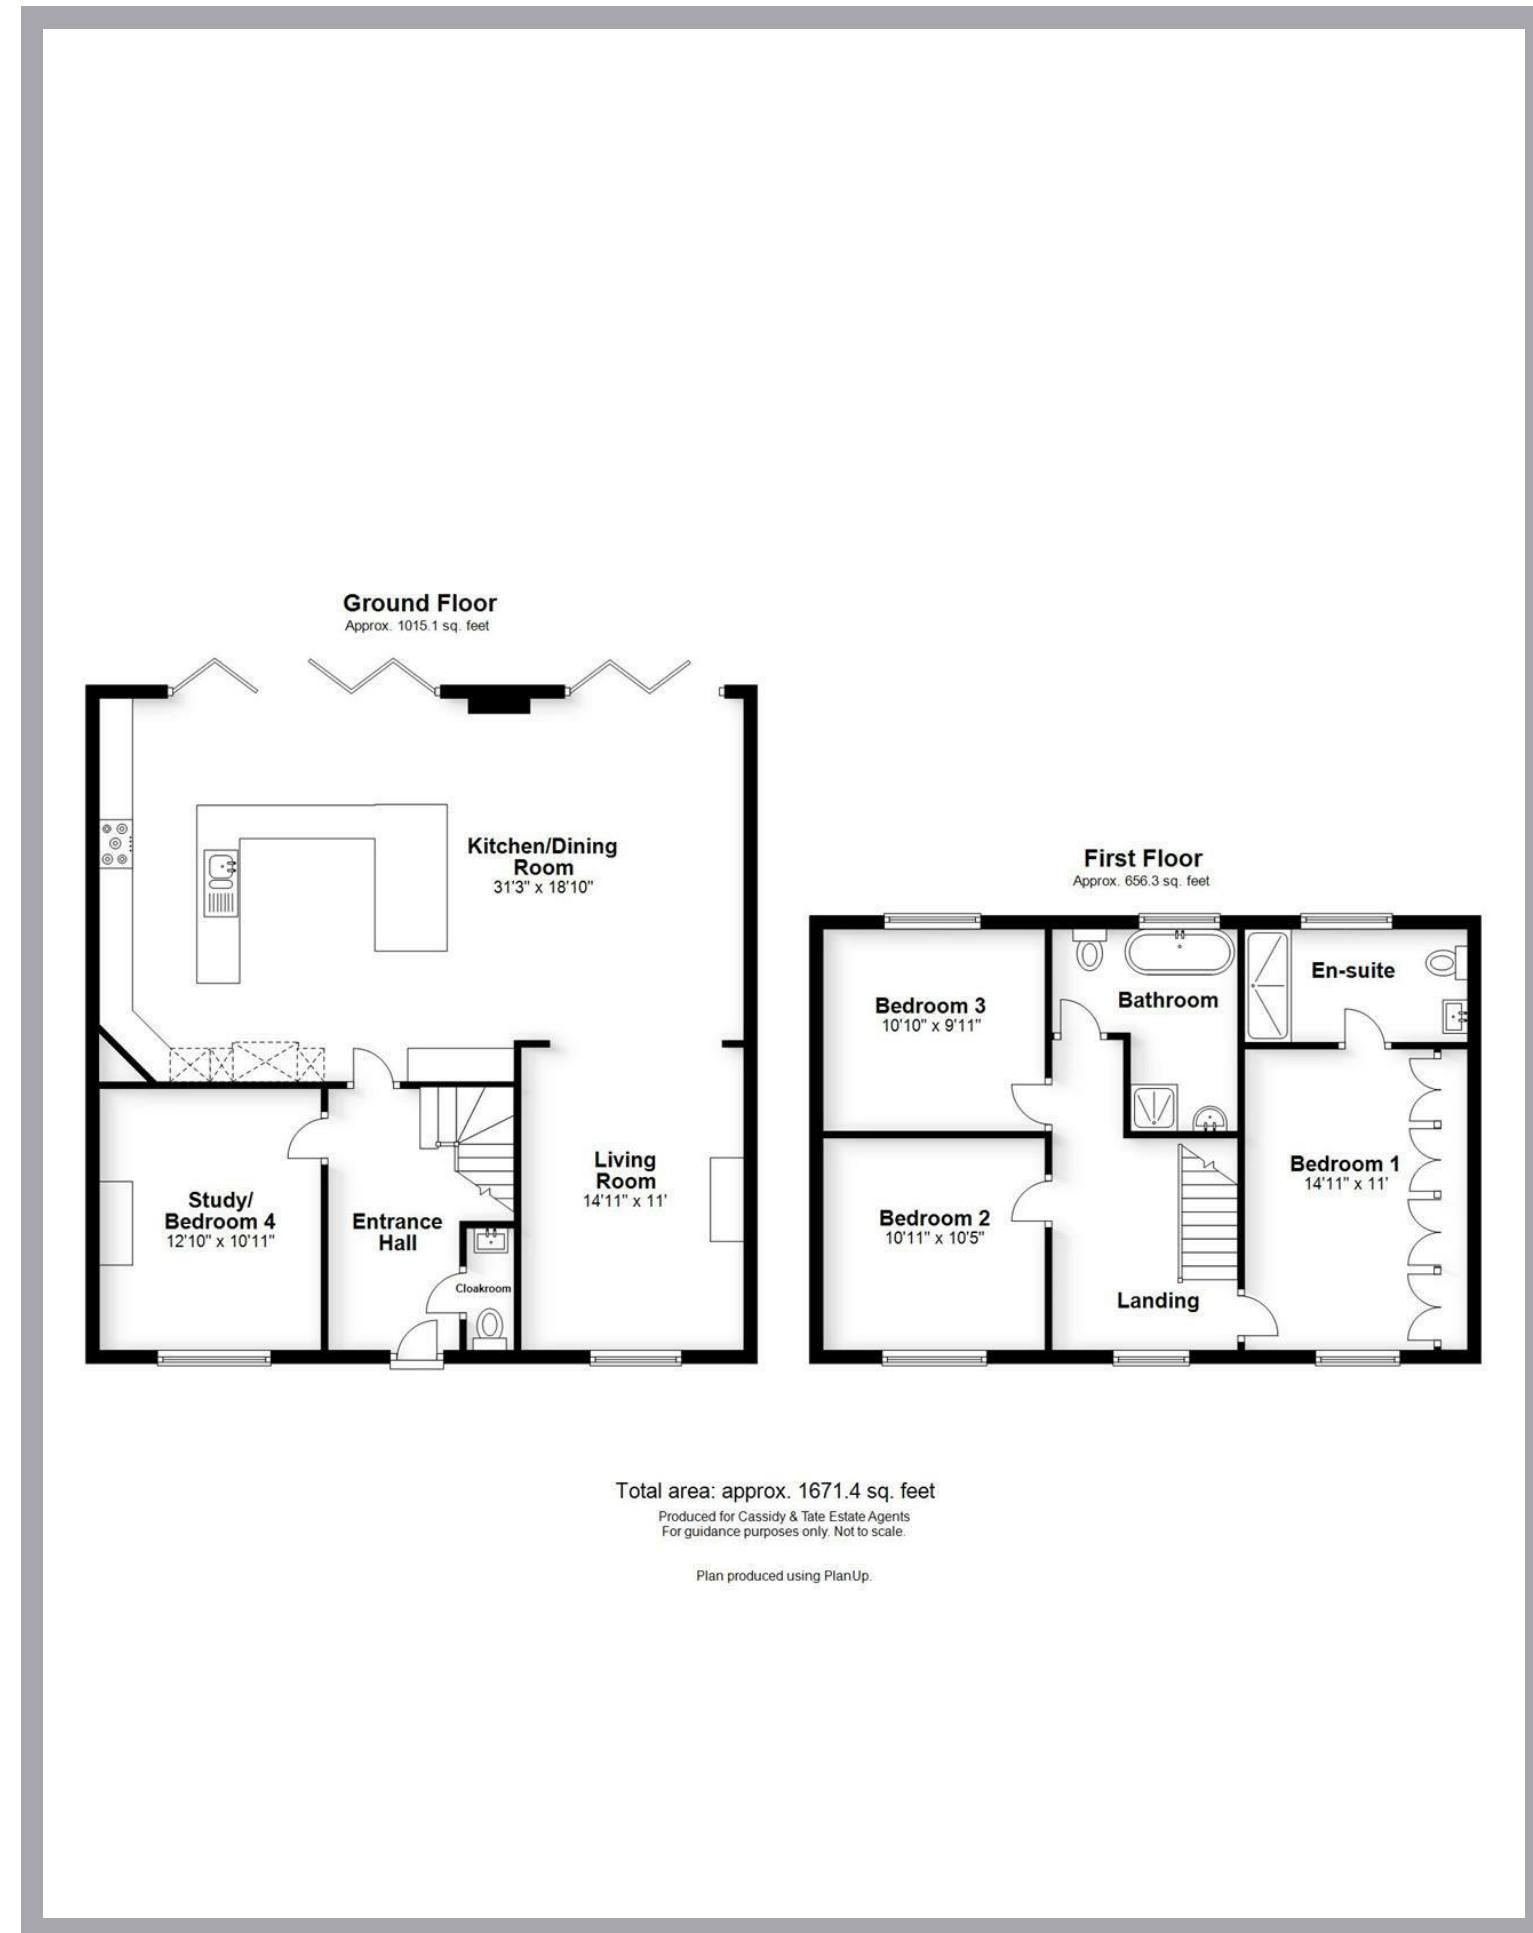 Ground Floor
Approx. 1015.1 sq. feet
Kitchen/Dining
Room
31'3" x 18'10"
Living
Room
14'11" x 11'
Study/
Bedroom 4
12'10" x 10'11"
Entrance
Hall
Cloakroom
First Floor
Approx. 656.3 sq. feet
En-suite
Bathroom
Bedroom 3
10'10" x 9'11"
Bedroom 1
14'11" x 11'
Bedroom 2
10'11" x 10'5"
Landing
Total area: approx. 1671.4 sq. feet
Produced for Cassidy & Tate Estate Agents
For guidance purposes only. Not to scale.
Plan produced using PlanUp.